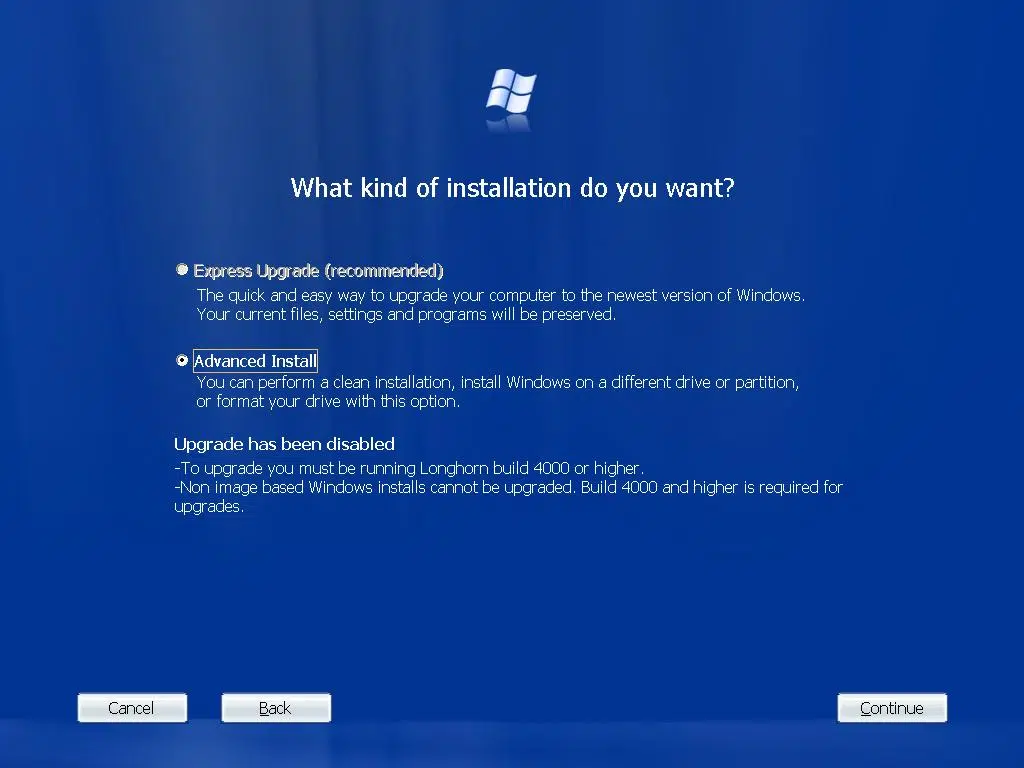 What kind of installation do you want?
Express Upgrade (recommended)
The quick and easy way to upgrade your computer to the newest version of Windows.
Your current files, settings and programs will be preserved.
Advanced Install
You can perform a clean installation, install Windows on a different drive or partition,
or format your drive with this option.
Upgrade has been disabled
-To upgrade you must be running Longhorn build 4000 or higher.
-Non image based Windows installs cannot be upgraded. Build 4000 and higher is required for
upgrades.
Cancel
Back
Continue